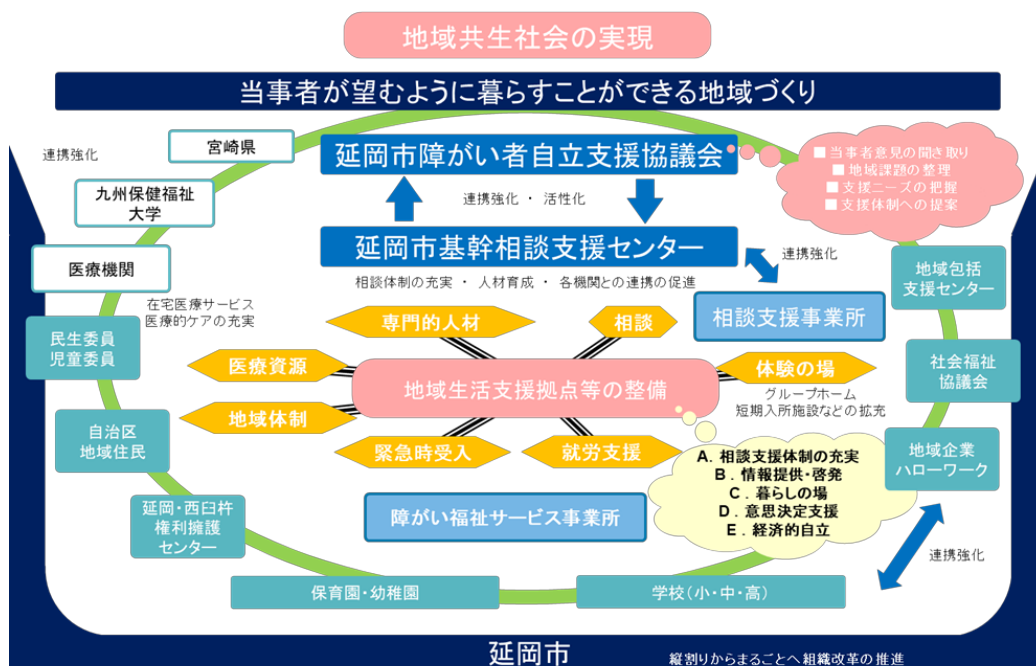 地域共生社会の実現
当事者が望むように暮らすことができる地域づくり
連携強化
宮崎県
九州保健福祉
大学
医療機関
在宅医療サービス
医療的ケアの充実
延岡市障がい者自立支援協議会
連携強化 ・ 活性化
延岡市基幹相談支援センター
相談体制の充実 ・ 人材育成 ・ 各機関との連携の促進
■当事者意見の聞き取り
■地域課題の整理
■支援ニーズの把握
■支援体制への提案
連携強化
相談支援事業所
地域包括
支援センター
社会福祉
協議会
地域企業
ハローワーク
民生委員
児童委員
自治区
地域住民
延岡・西臼杵
権利擁護
センター
専門的人材
相談
医療資源
体験の場
グループホーム
短期入所施設などの拡充
地域生活支援拠点等の整備
地域体制
緊急時受入
就労支援
A. 相談支援体制の充実
B. 情報提供・啓発
C. 暮らしの場
D. 意思決定支援
E. 経済的自立
障がい福祉サービス事業所
連携強化
保育園・幼稚園
学校(小・中・高)
延岡市
縦割りからまるごとへ組織改革の推進